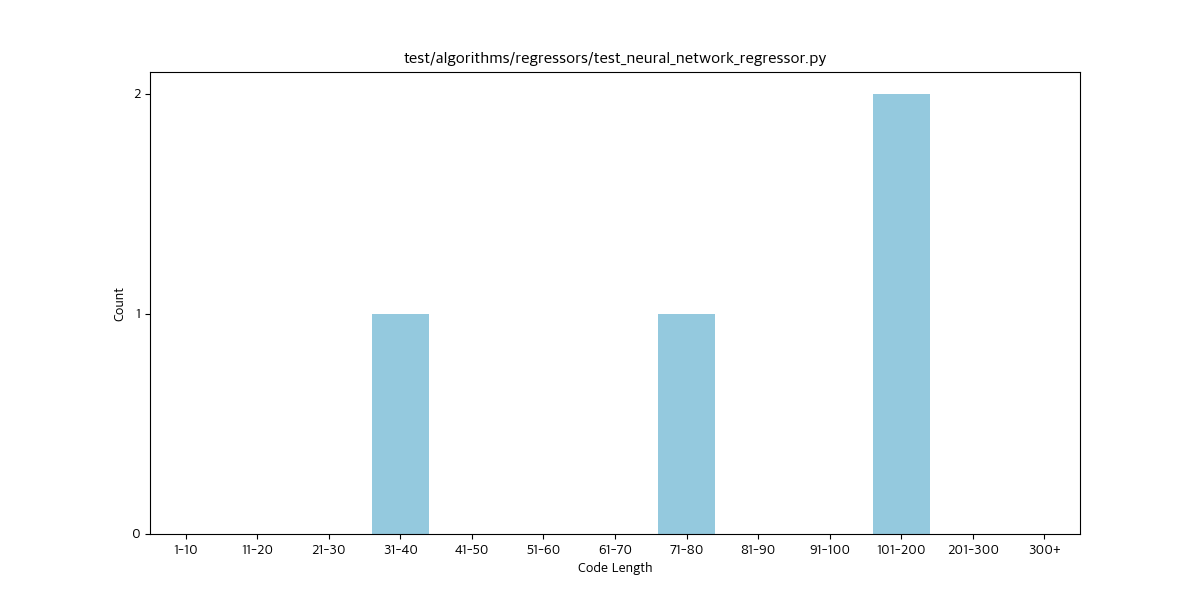 test/algorithms/regressors/test_neural_network_regressor.py
2
1
0
Count
1-10 11-20 21-30 31-40 41-50 51-60 61-70 71-80 81-90 91-100 101-200 201-300 300+
Code Length